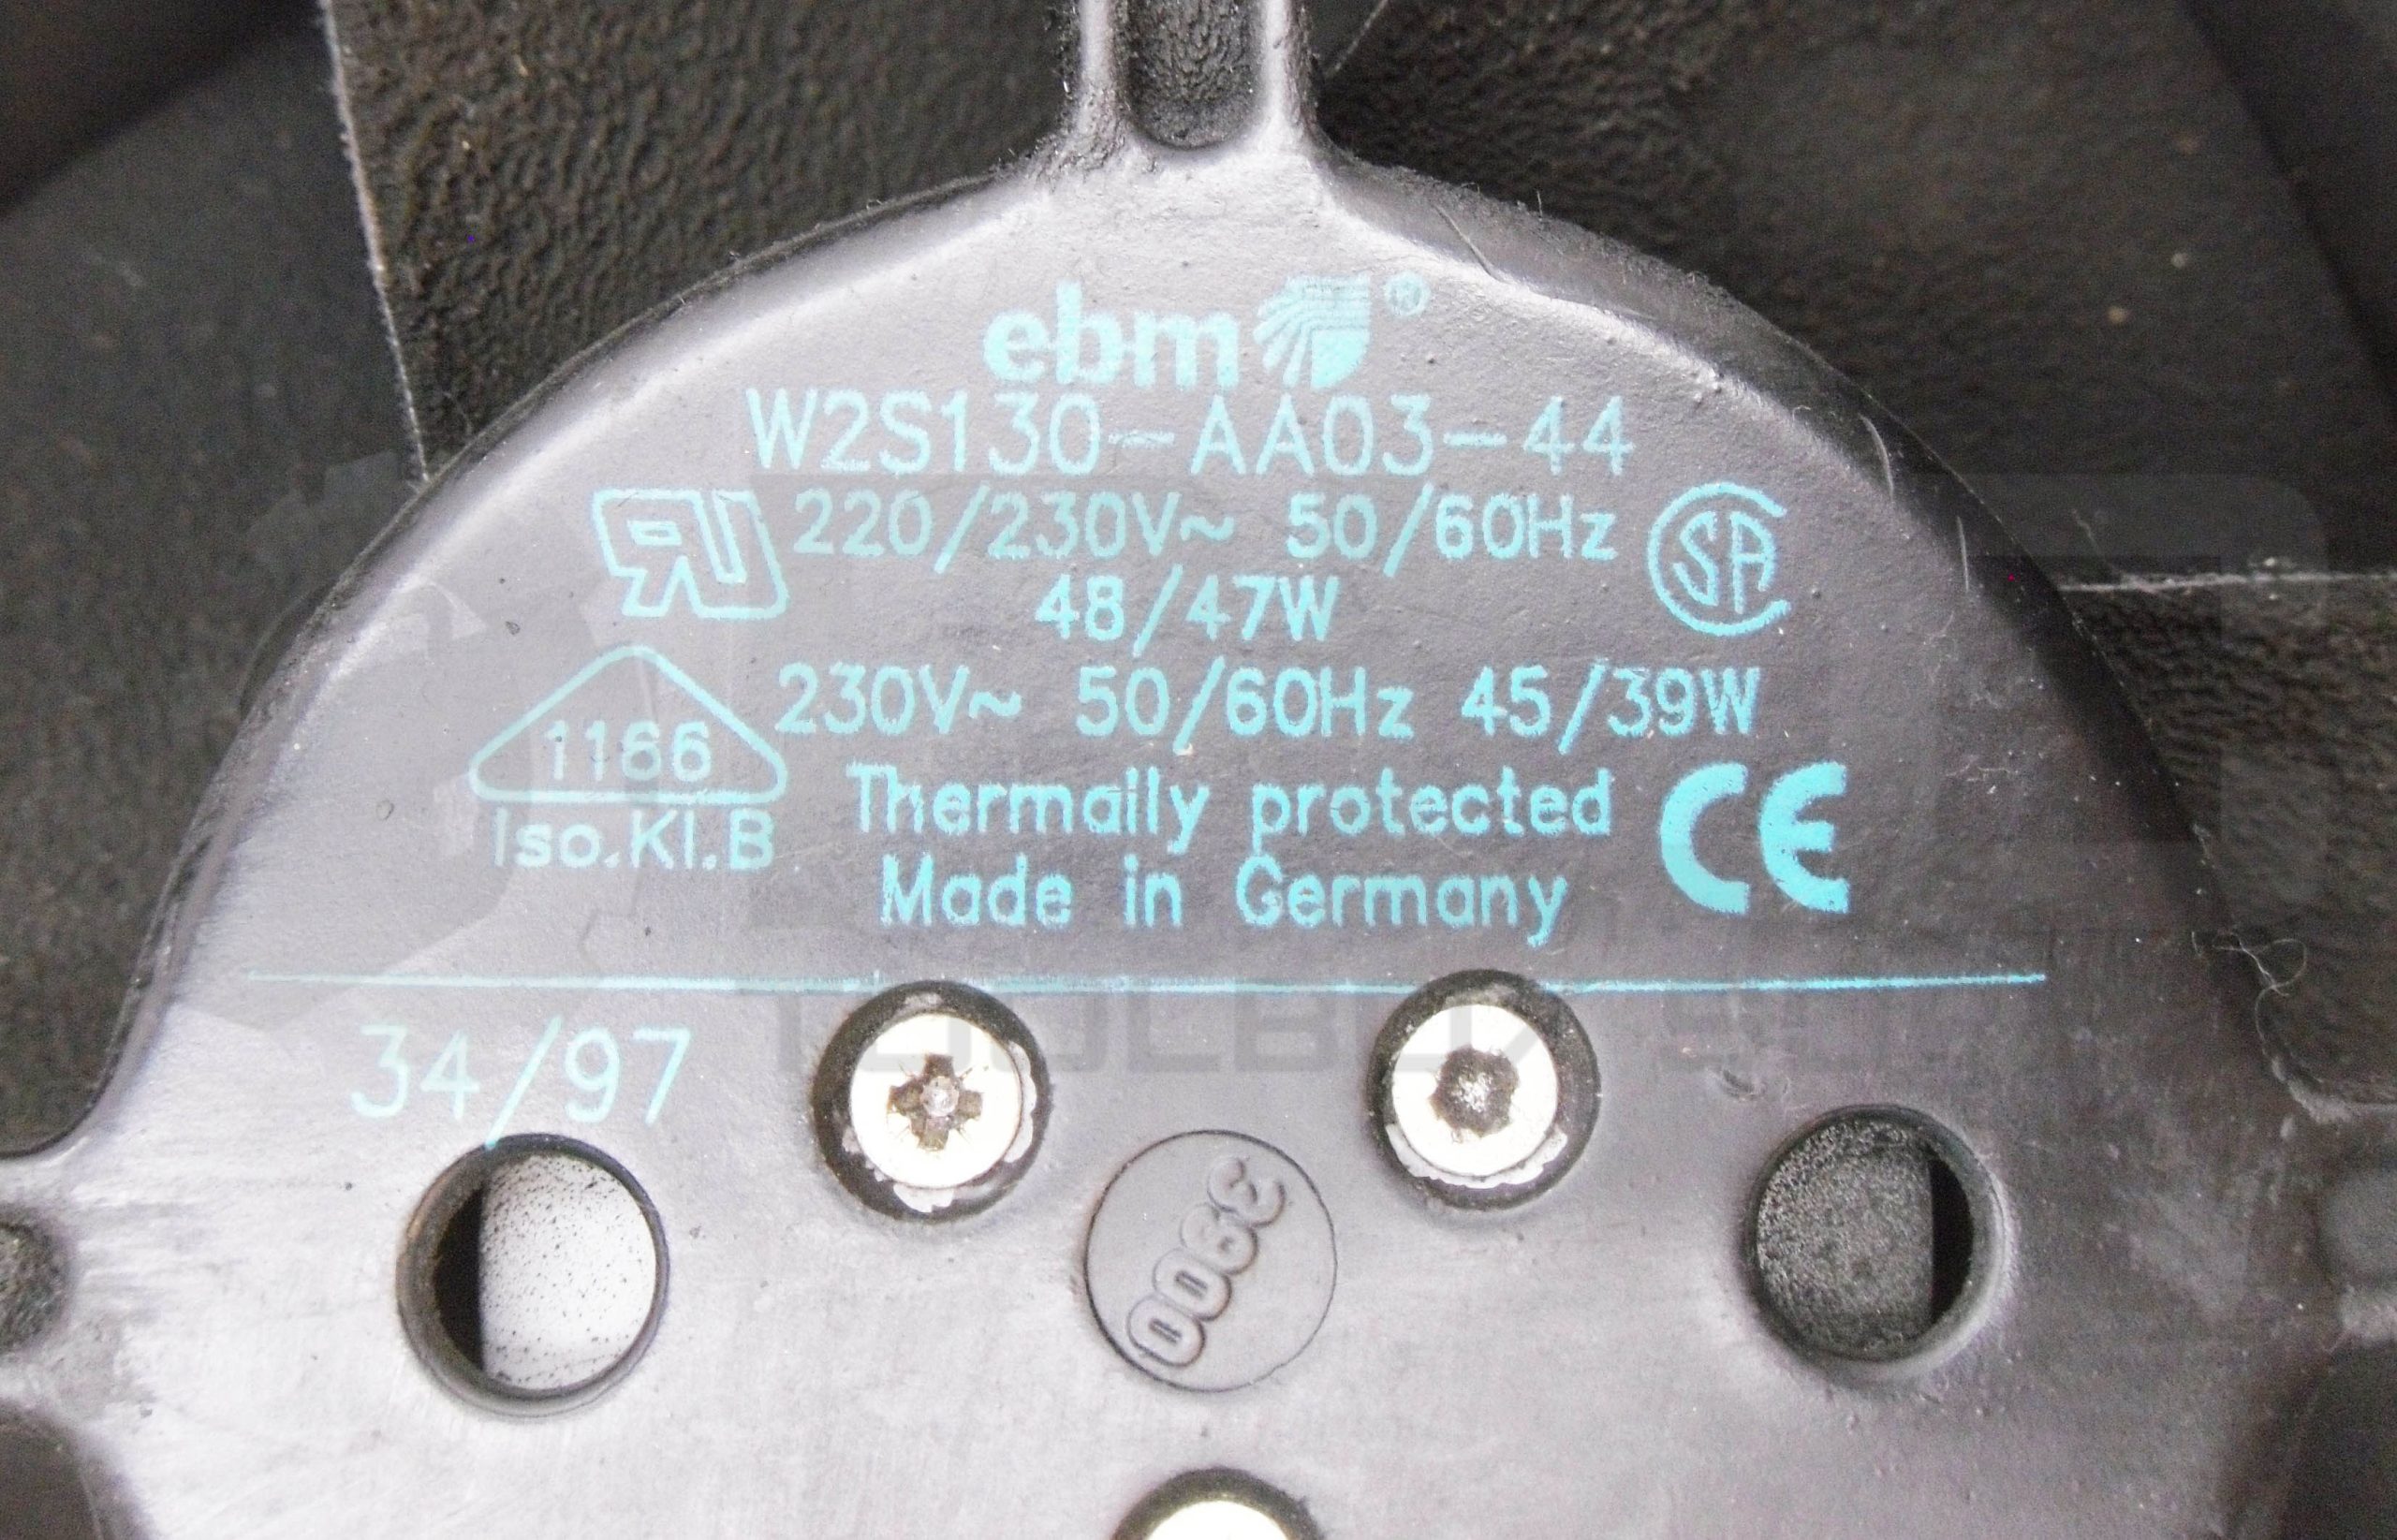 ebm®
W2S130-AA03-44
220/230V~ 50/60Hz
48/47W
230V~ 50/60Hz 45/39W
1166
Iso.Kl.B
Thermally protected
Made in Germany
CE
34/97
3900